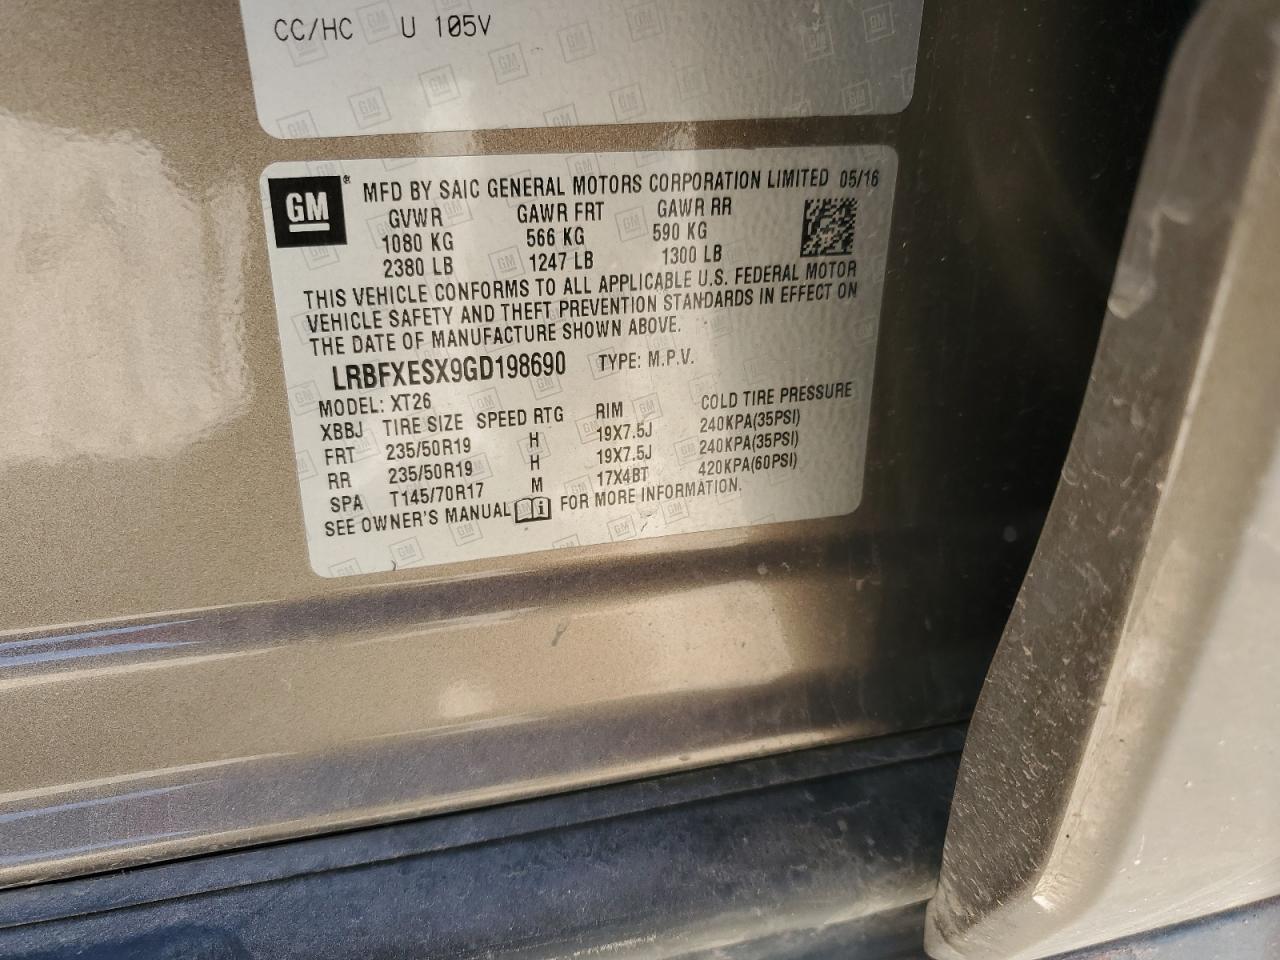 CC/HC U 105V
GM® MFD BY SAIC GENERAL MOTORS CORPORATION LIMITED 05/16
GVWR GAWR FRT GAWR RR
1080 KG 566 KG 590 KG
2380 LB 1247 LB 1300 LB
THIS VEHICLE CONFORMS TO ALL APPLICABLE U.S. FEDERAL MOTOR
VEHICLE SAFETY AND THEFT PREVENTION STANDARDS IN EFFECT ON
THE DATE OF MANUFACTURE SHOWN ABOVE.
LRBFXESX9GD198690 TYPE: M.P.V.
MODEL: XT26
XBBJ TIRE SIZE SPEED RTG RIM COLD TIRE PRESSURE
FRT 235/50R19 H 19X7.5J 240KPA(35PSI)
RR 235/50R19 H 19X7.5J 240KPA(35PSI)
SPA T145/70R17 M 17X4BT 420KPA(60PSI)
SEE OWNER'S MANUAL FOR MORE INFORMATION.